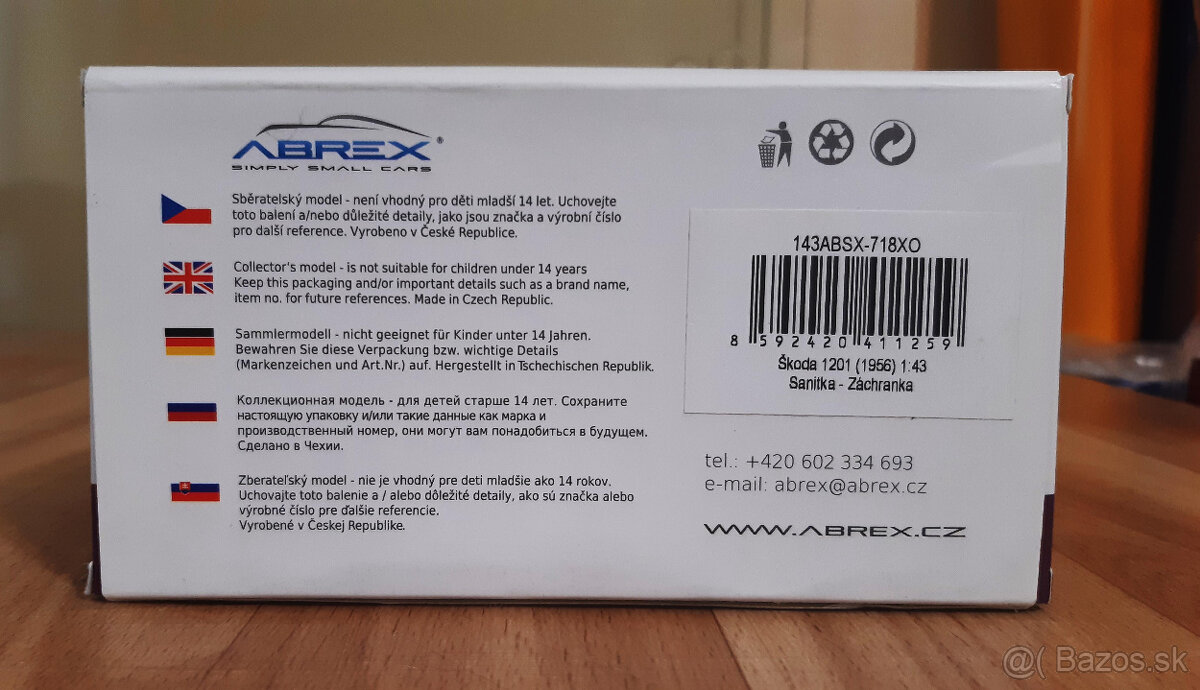 ABREX®
SIMPLY SMALL CARS
Sběratelský model - není vhodný pro děti mladší 14 let. Uchovejte
toto balení a/nebo důležité detaily, jako jsou značka a výrobní číslo
pro další reference. Vyrobeno v České Republice.
Collector's model - is not suitable for children under 14 years
Keep this packaging and/or important details such as a brand name,
item no. for future references. Made in Czech Republic.
Sammlermodell - nicht geeignet für Kinder unter 14 Jahren.
Bewahren Sie diese Verpackung bzw. wichtige Details
(Markenzeichen und Art.Nr.) auf. Hergestellt in Tschechischen Republik.
Коллекционная модель - для детей старше 14 лет. Сохраните
настоящую упаковку и/или такие данные как марка и
производственный номер, они могут вам понадобиться в будущем.
Сделано в Чехии.
Zberateľský model - nie je vhodný pre deti mladšie ako 14 rokov.
Uchovajte toto balenie a / alebo dôležité detaily, ako sú značka alebo
výrobné číslo pre ďalšie referencie.
Vyrobené v Českej Republike.
143ABSX-718XO
8 592420 411259
Škoda 1201 (1956) 1:43
Sanitka - Záchranka
tel.: +420 602 334 693
e-mail: abrex@abrex.cz
WWW.ABREX.CZ
@( Bazos.sk